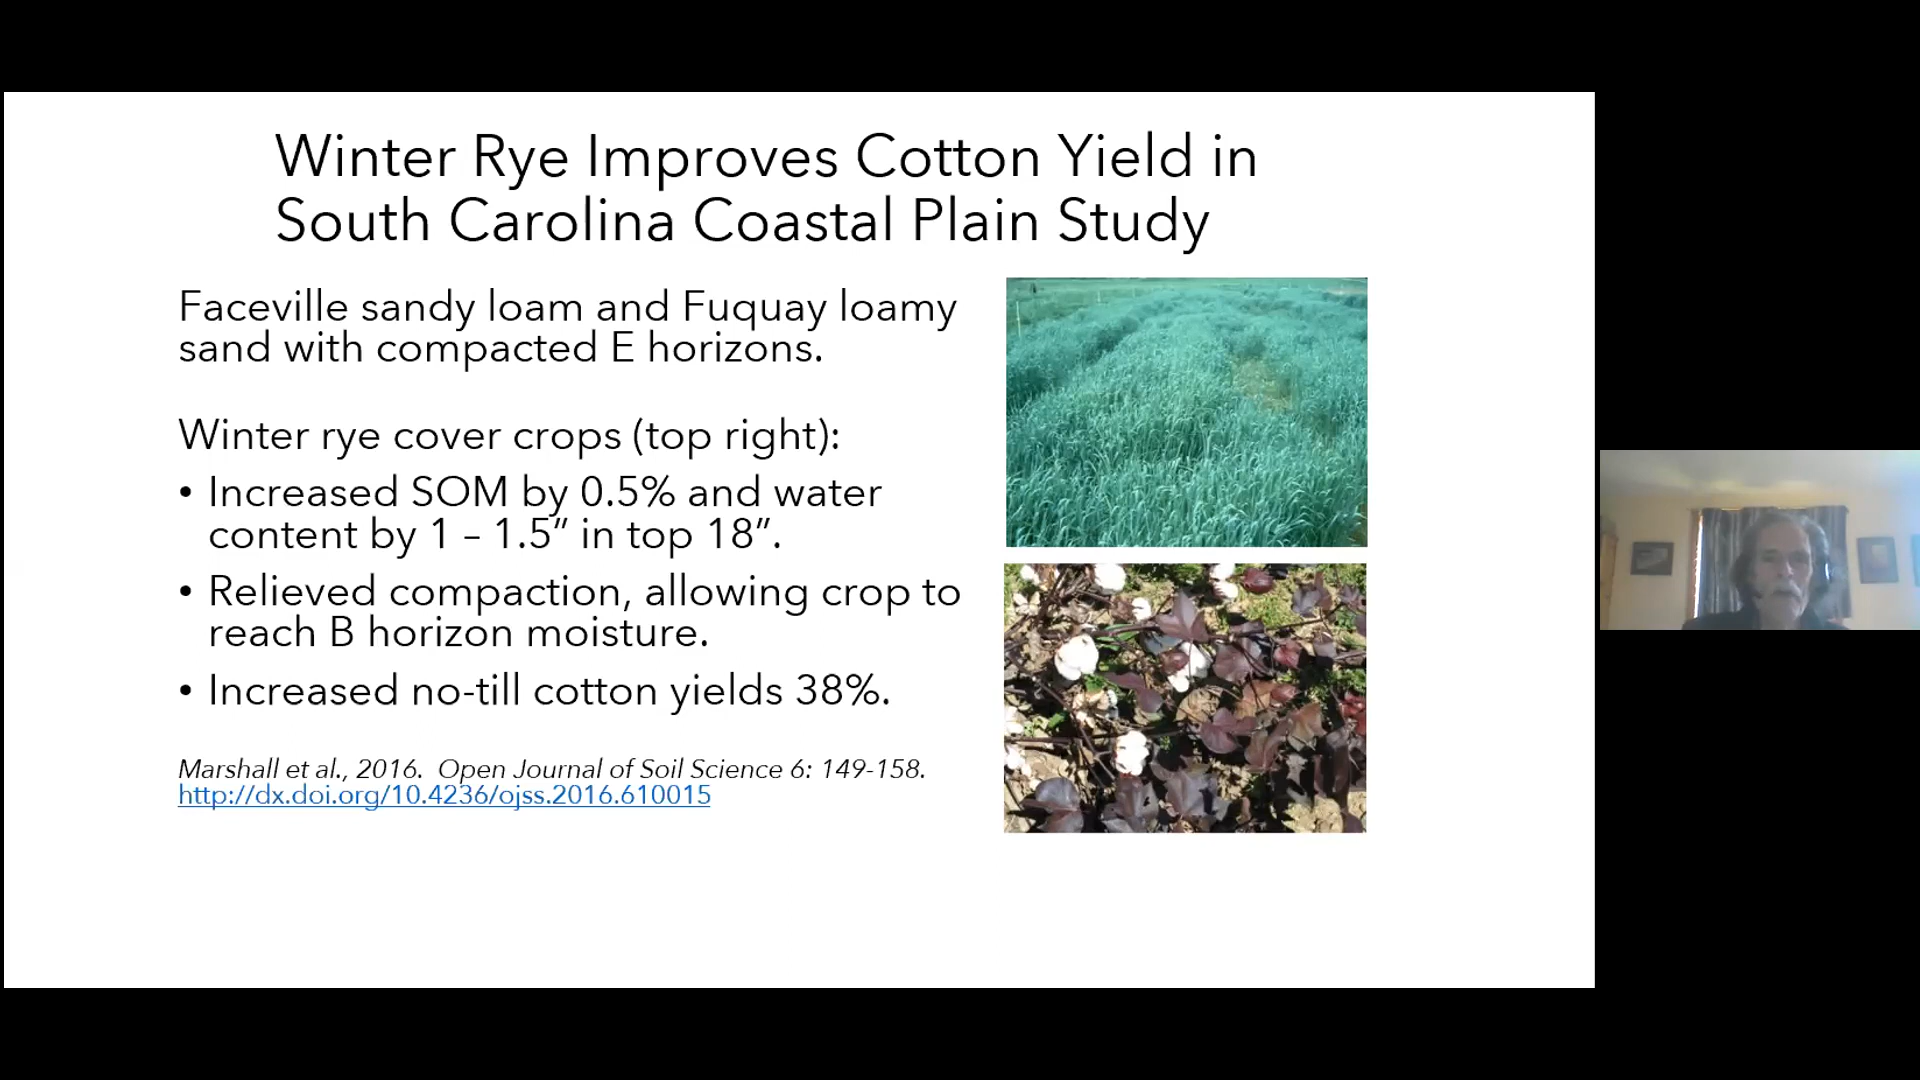 Winter Rye Improves Cotton Yield in
South Carolina Coastal Plain Study
Faceville sandy loam and Fuquay loamy
sand with compacted E horizons.
Winter rye cover crops (top right):
• Increased SOM by 0.5% and water
content by 1 – 1.5” in top 18”.
• Relieved compaction, allowing crop to
reach B horizon moisture.
• Increased no-till cotton yields 38%.
Marshall et al., 2016. Open Journal of Soil Science 6: 149-158.
http://dx.doi.org/10.4236/ojss.2016.610015